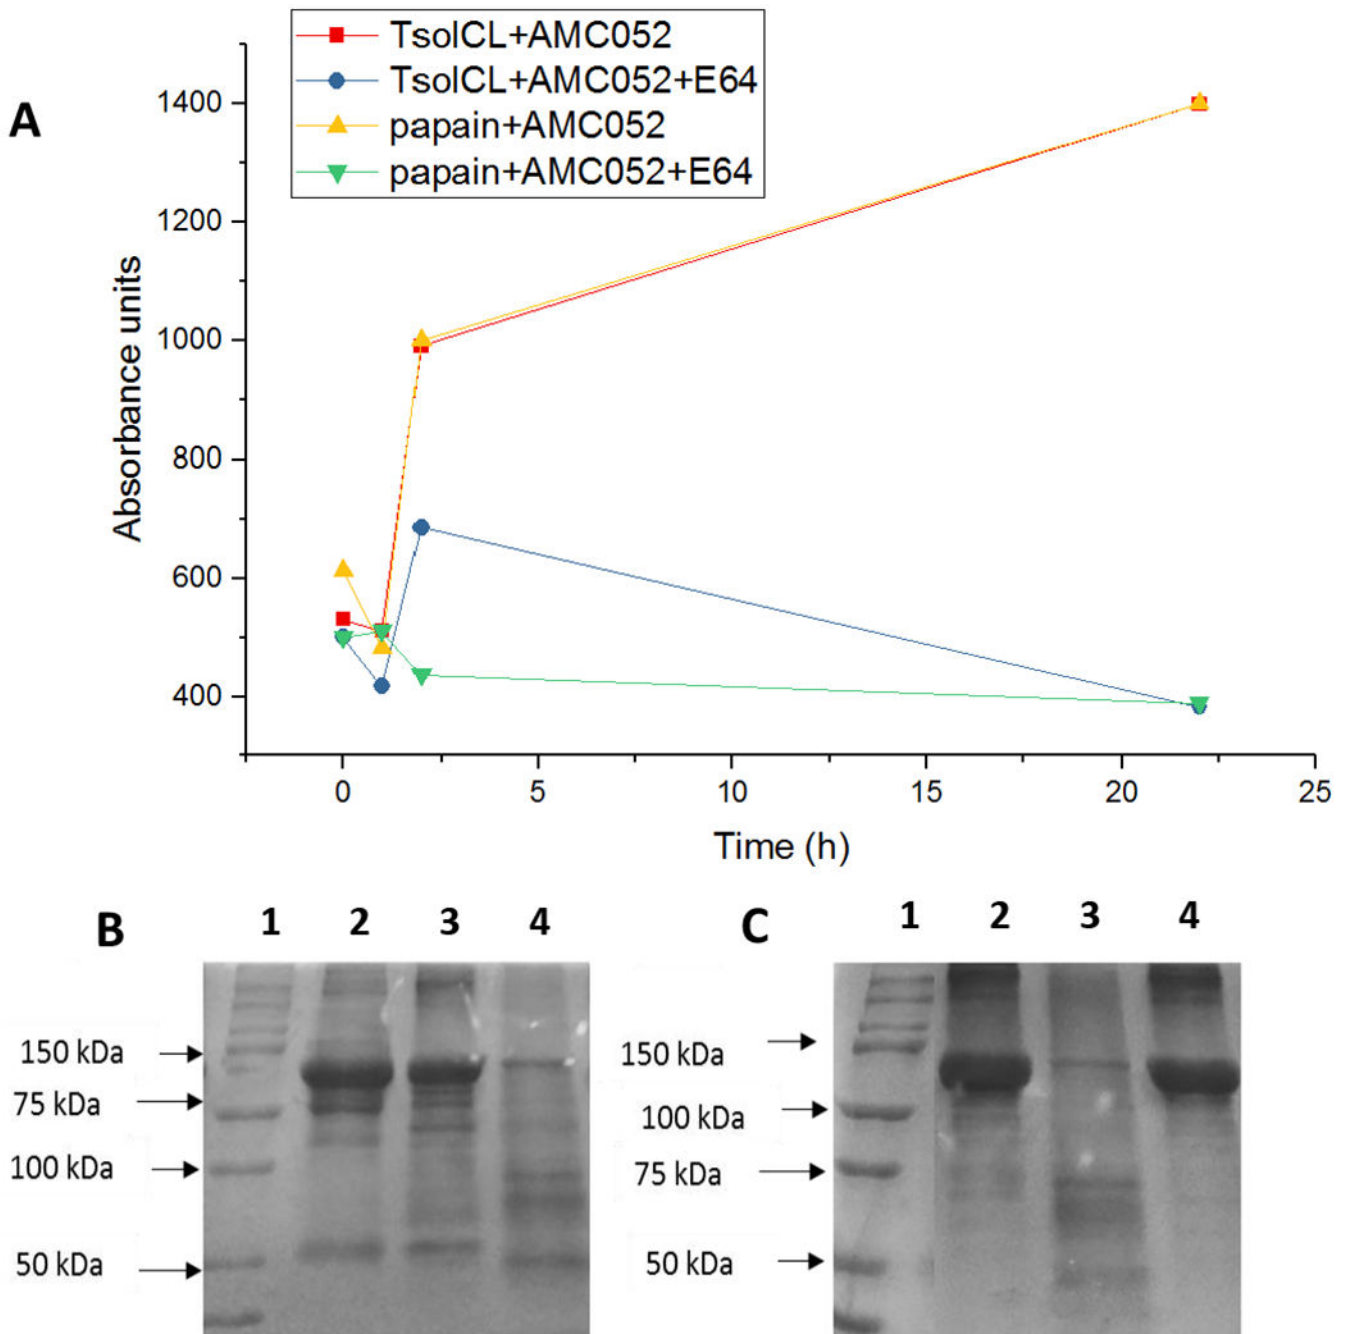 A
TsolCL+AMC052
TsolCL+AMC052+E64
papain+AMC052
papain+AMC052+E64
Absorbance units
1400
1200
1000
800
600
400
0 5 10 15 20 25
Time (h)
B 1 2 3 4
150 kDa
75 kDa
100 kDa
50 kDa
C 1 2 3 4
150 kDa
100 kDa
75 kDa
50 kDa